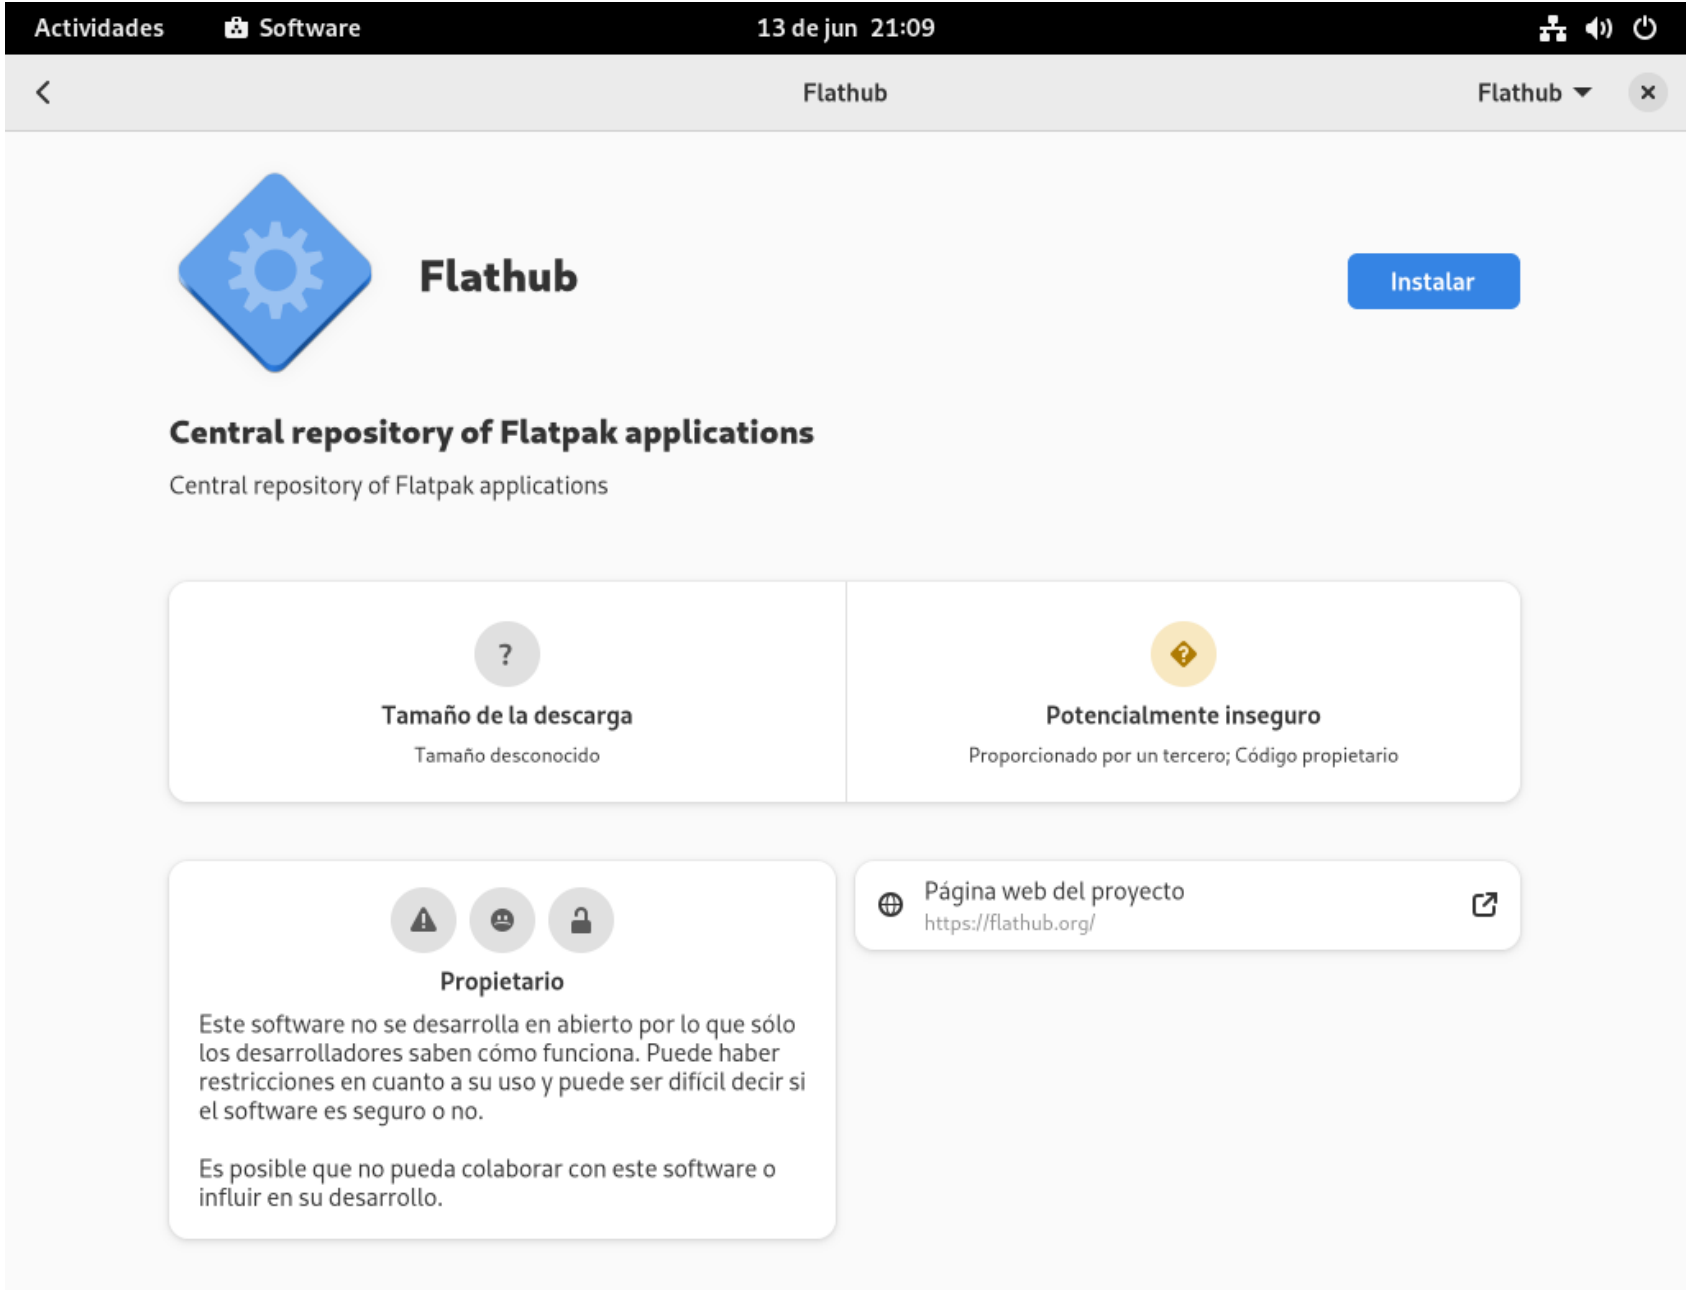 Actividades Software 13 de jun 21:09
Flathub Flathub
Flathub
Instalar
Central repository of Flatpak applications
Central repository of Flatpak applications
?
Tamaño de la descarga
Tamaño desconocido
?
Potencialmente inseguro
Proporcionado por un tercero; Código propietario
Propietario
Este software no se desarrolla en abierto por lo que sólo
los desarrolladores saben cómo funciona. Puede haber
restricciones en cuanto a su uso y puede ser difícil decir si
el software es seguro o no.
Es posible que no pueda colaborar con este software o
influir en su desarrollo.
Página web del proyecto
https://flathub.org/